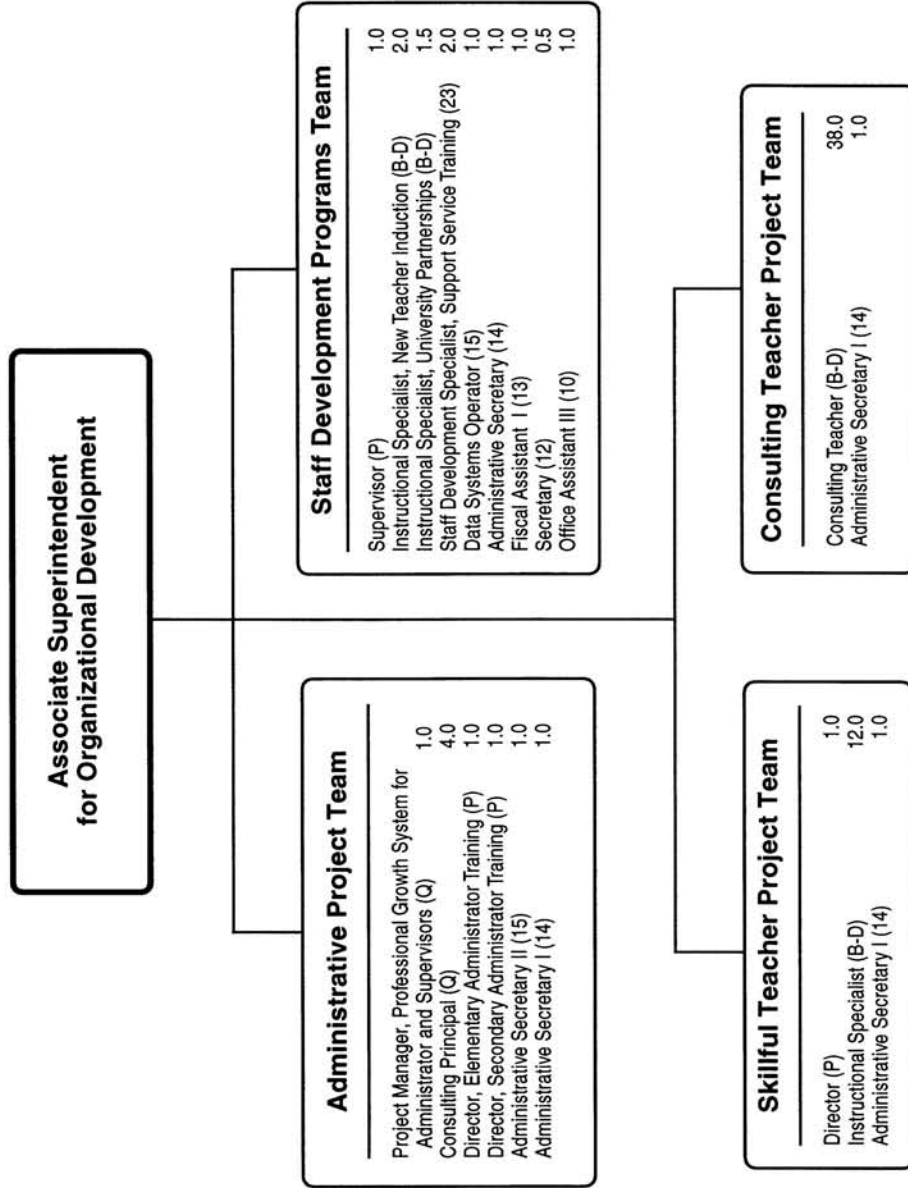 Associate Superintendent
for Organizational Development
Administrative Project Team
Project Manager, Professional Growth System for
Administrator and Supervisors (Q) 1.0
Consulting Principal (Q) 4.0
Director, Elementary Administrator Training (P) 1.0
Director, Secondary Administrator Training (P) 1.0
Administrative Secretary II (15) 1.0
Administrative Secretary I (14) 1.0
Staff Development Programs Team
Supervisor (P) 1.0
Instructional Specialist, New Teacher Induction (B-D) 2.0
Instructional Specialist, University Partnerships (B-D) 1.5
Staff Development Specialist, Support Service Training (23) 2.0
Data Systems Operator (15) 1.0
Administrative Secretary (14) 1.0
Fiscal Assistant I (13) 1.0
Secretary (12) 0.5
Office Assistant III (10) 1.0
Skillful Teacher Project Team
Director (P) 1.0
Instructional Specialist (B-D) 12.0
Administrative Secretary I (14) 1.0
Consulting Teacher Project Team
Consulting Teacher (B-D) 38.0
Administrative Secretary I (14) 1.0